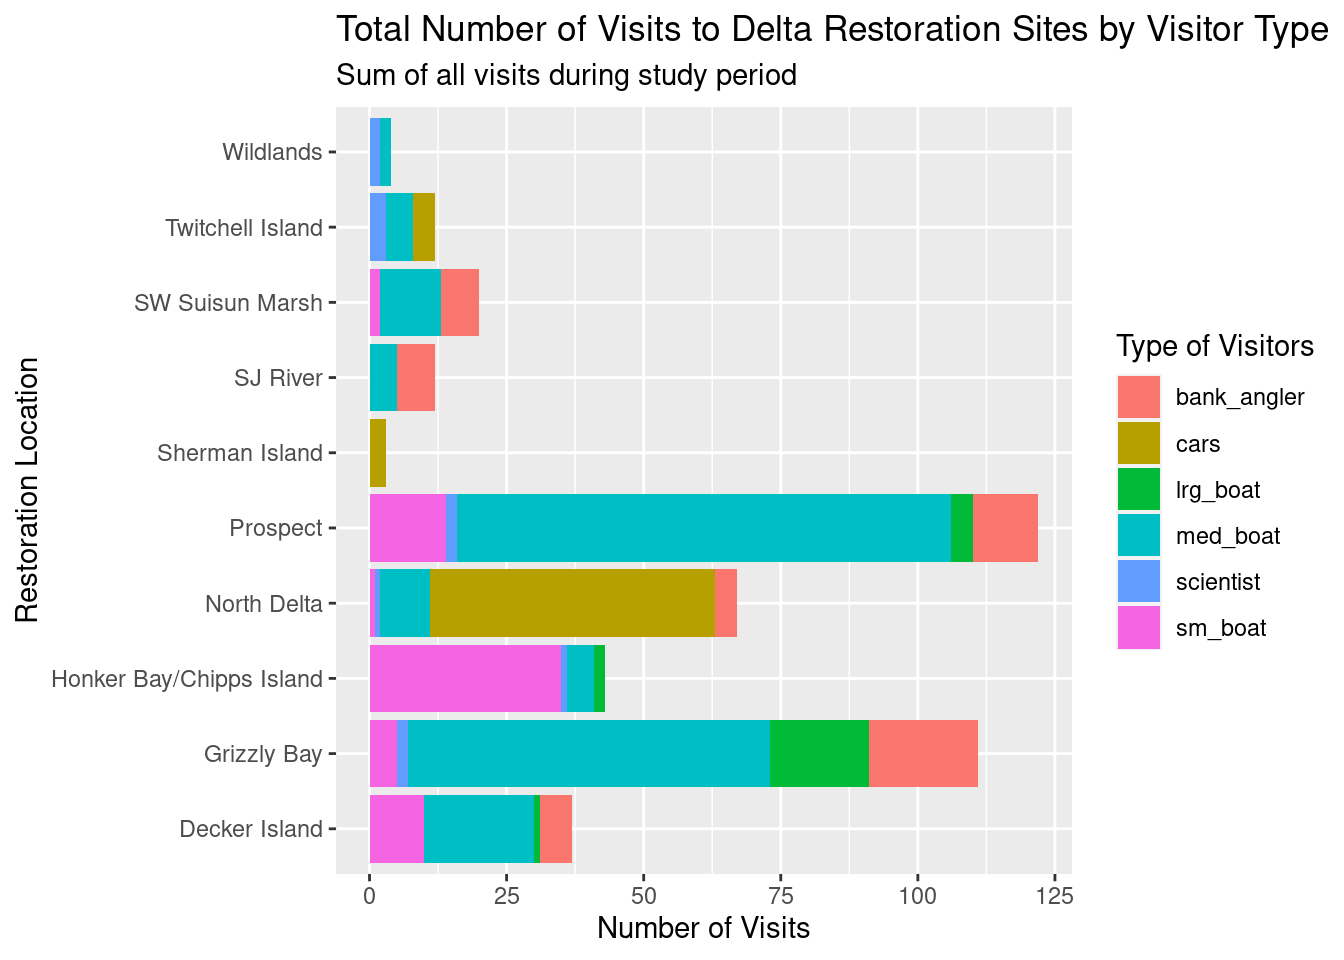 Total Number of Visits to Delta Restoration Sites by Visitor Type
Sum of all visits during study period
Restoration Location
Wildlands
Twitchell Island
SW Suisun Marsh
SJ River
Sherman Island
Prospect
North Delta
Honker Bay/Chipps Island
Grizzly Bay
Decker Island
0 25 50 75 100 125
Number of Visits
Type of Visitors
bank_angler
cars
lrg_boat
med_boat
scientist
sm_boat